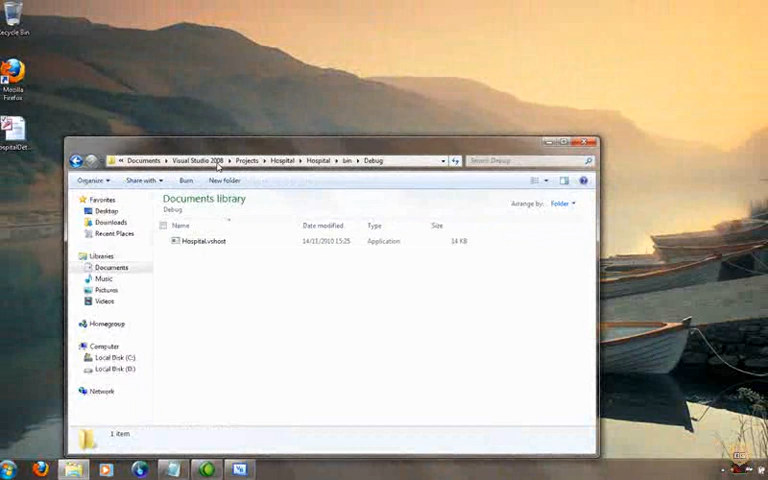 Recycle Bin
Mozilla
Firefox
« Documents ▸ Visual Studio 2008 ▸ Projects ▸ Hospital ▸ Hospital ▸ bin ▸ Debug
Search Debug
Organize Share with Burn New folder
Documents library
Debug
Arrange by: Folder
Name Date modified Type Size
Hospital.vshost 14/11/2010 15:25 Application 14 KB
Favorites
Desktop
Downloads
Recent Places
Libraries
Documents
Music
Pictures
Videos
Homegroup
Computer
Local Disk (C:)
Local Disk (D:)
Network
1 item